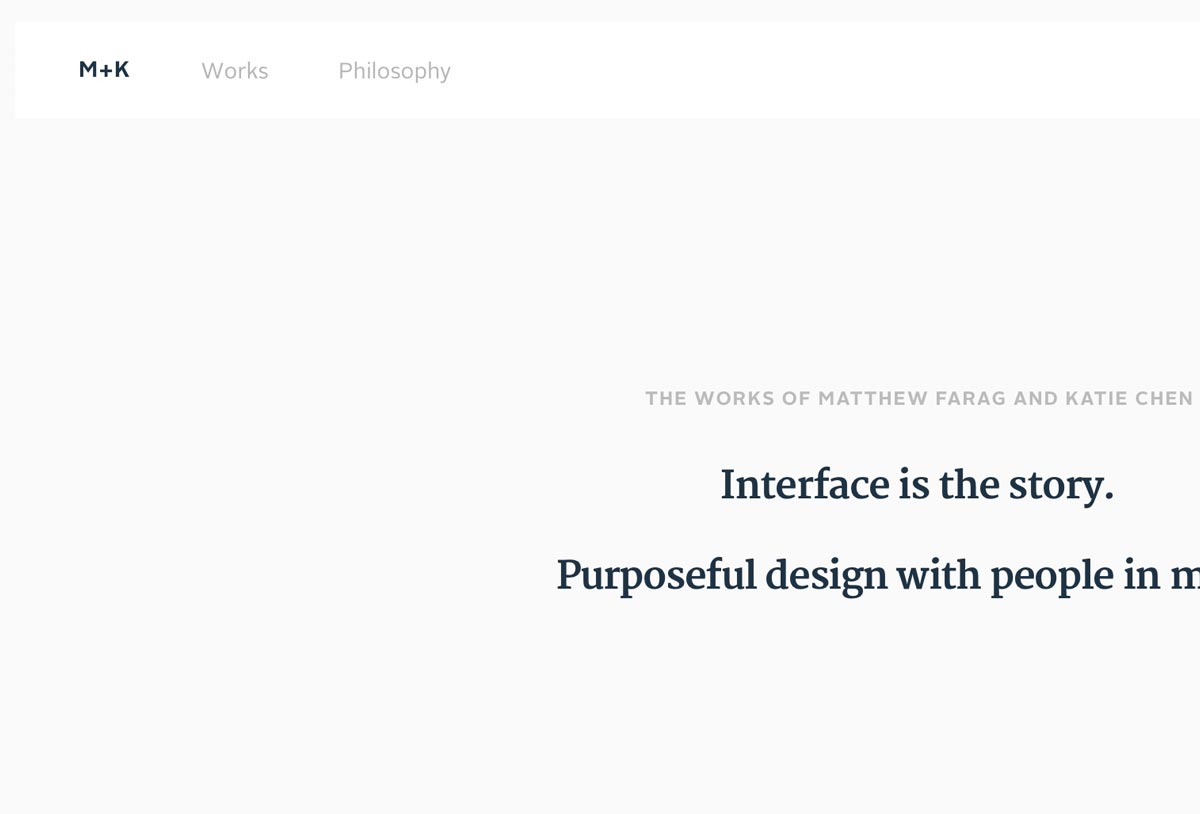 M+K Works Philosophy
THE WORKS OF MATTHEW FARAG AND KATIE CHEN
Interface is the story.
Purposeful design with people in